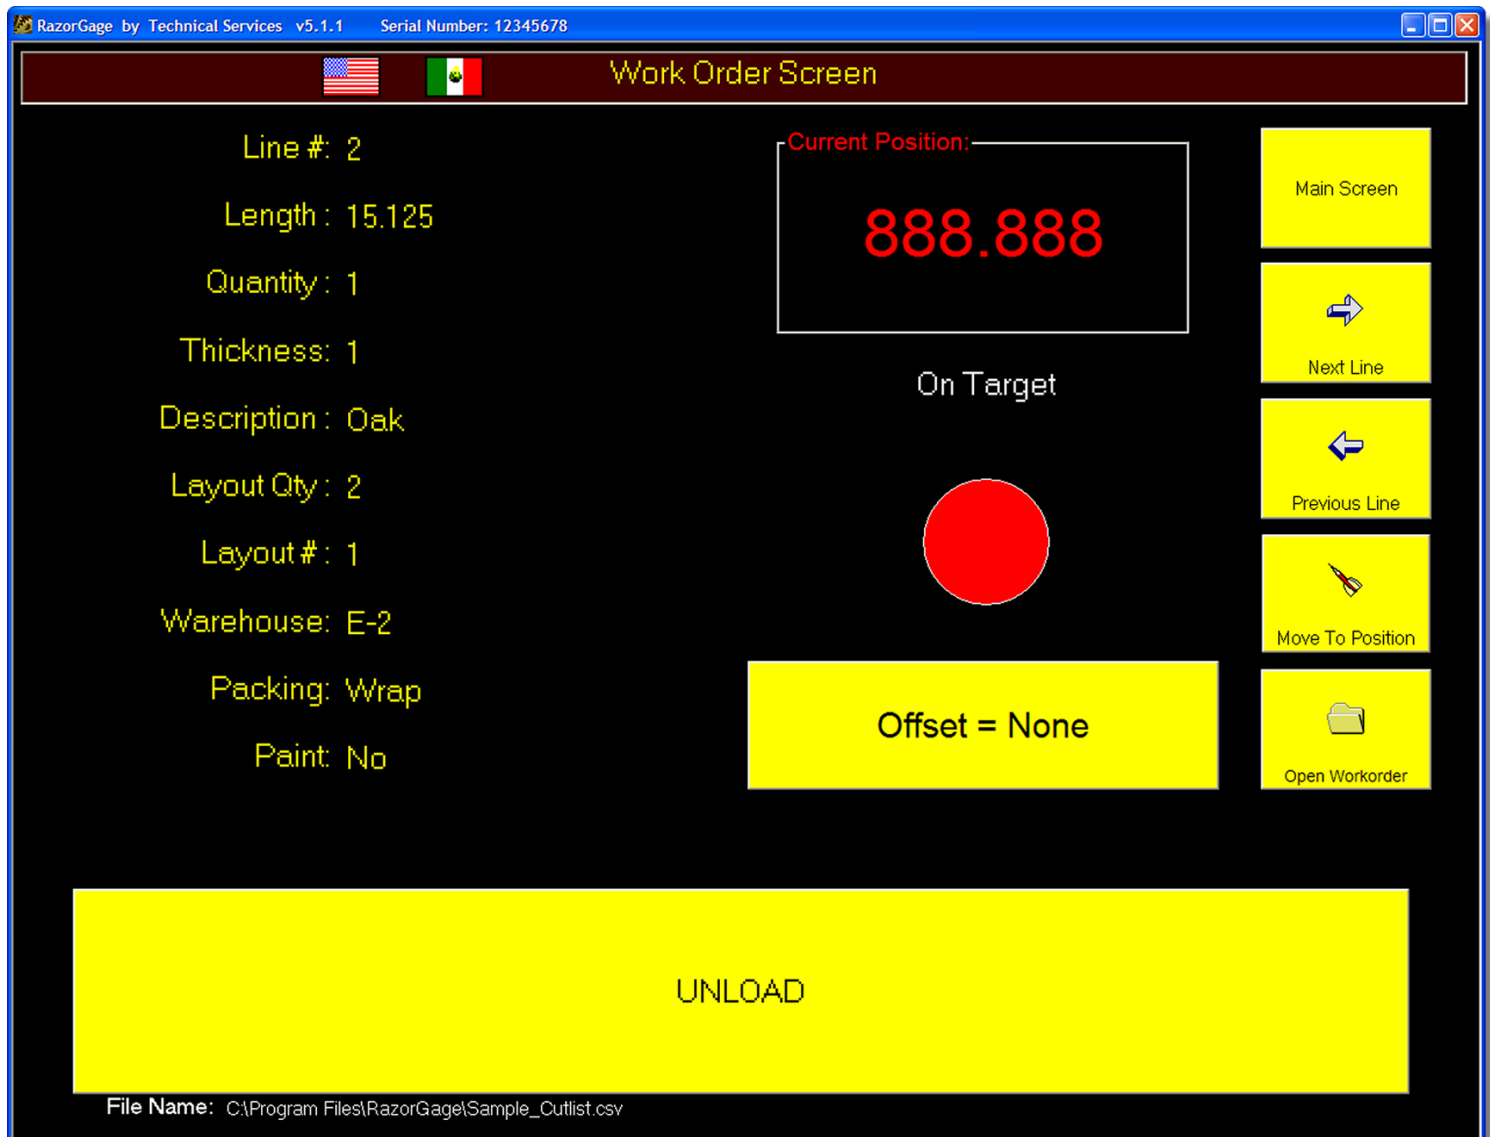 RazorGage by Technical Services v5.1.1 Serial Number: 12345678
Work Order Screen
Line #: 2
Length : 15.125
Quantity : 1
Thickness: 1
Description : Oak
Layout Qty : 2
Layout # : 1
Warehouse: E-2
Packing: Wrap
Paint: No
Current Position:
888.888
On Target
Offset = None
Main Screen
Next Line
Previous Line
Move To Position
Open Workorder
UNLOAD
File Name: C:\Program Files\RazorGage\Sample_Cutlist.csv